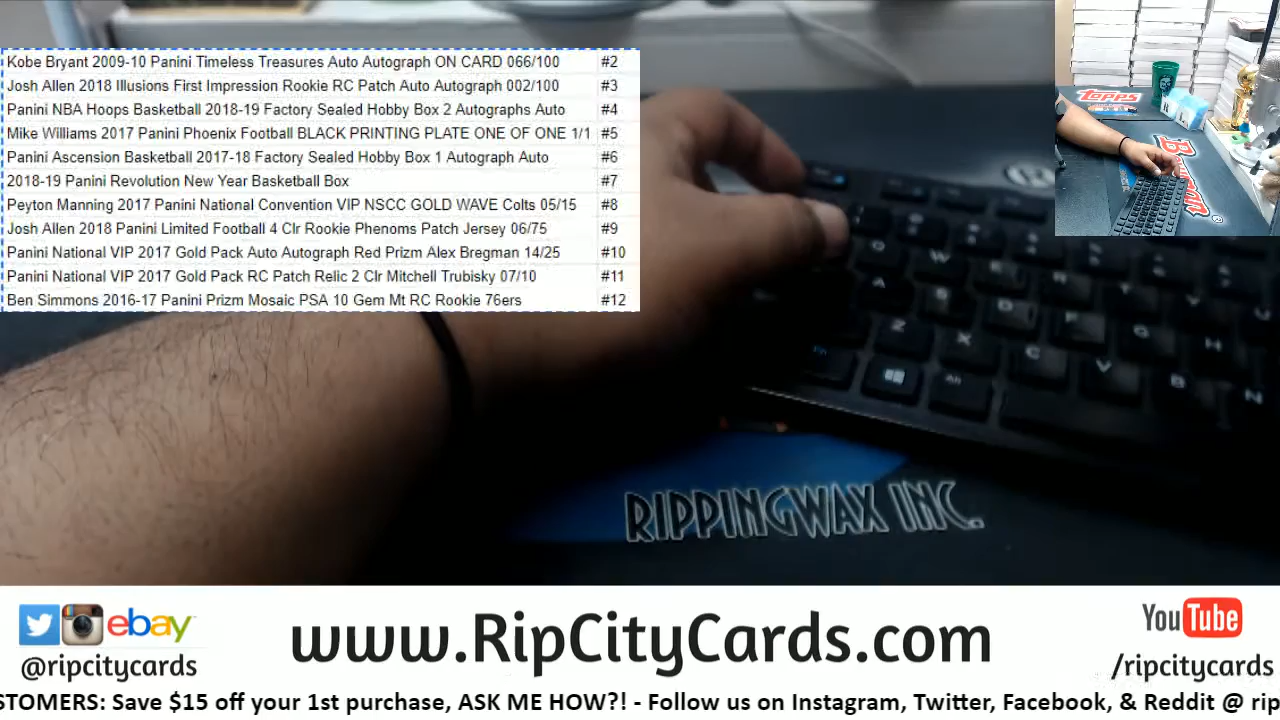 Kobe Bryant 2009-10 Panini Timeless Treasures Auto Autograph ON CARD 066/100 #2
Josh Allen 2018 Illusions First Impression Rookie RC Patch Auto Autograph 002/100 #3
Panini NBA Hoops Basketball 2018-19 Factory Sealed Hobby Box 2 Autographs Auto #4
Mike Williams 2017 Panini Phoenix Football BLACK PRINTING PLATE ONE OF ONE 1/1 #5
Panini Ascension Basketball 2017-18 Factory Sealed Hobby Box 1 Autograph Auto #6
2018-19 Panini Revolution New Year Basketball Box #7
Peyton Manning 2017 Panini National Convention VIP NSCC GOLD WAVE Colts 05/15 #8
Josh Allen 2018 Panini Limited Football 4 Clr Rookie Phenoms Patch Jersey 06/75 #9
Panini National VIP 2017 Gold Pack Auto Autograph Red Prizm Alex Bregman 14/25 #10
Panini National VIP 2017 Gold Pack RC Patch Relic 2 Clr Mitchell Trubisky 07/10 #11
Ben Simmons 2016-17 Panini Prizm Mosaic PSA 10 Gem Mt RC Rookie 76ers #12
Topps
Q W E
A S D F G H
Z X C V B N
Fn Alt
RIPPINGWAX INC.
ebay
@ripcitycards
www.RipCityCards.com
YouTube
/ripcitycards
STOMERS: Save $15 off your 1st purchase, ASK ME HOW?! - Follow us on Instagram, Twitter, Facebook, & Reddit @ rip